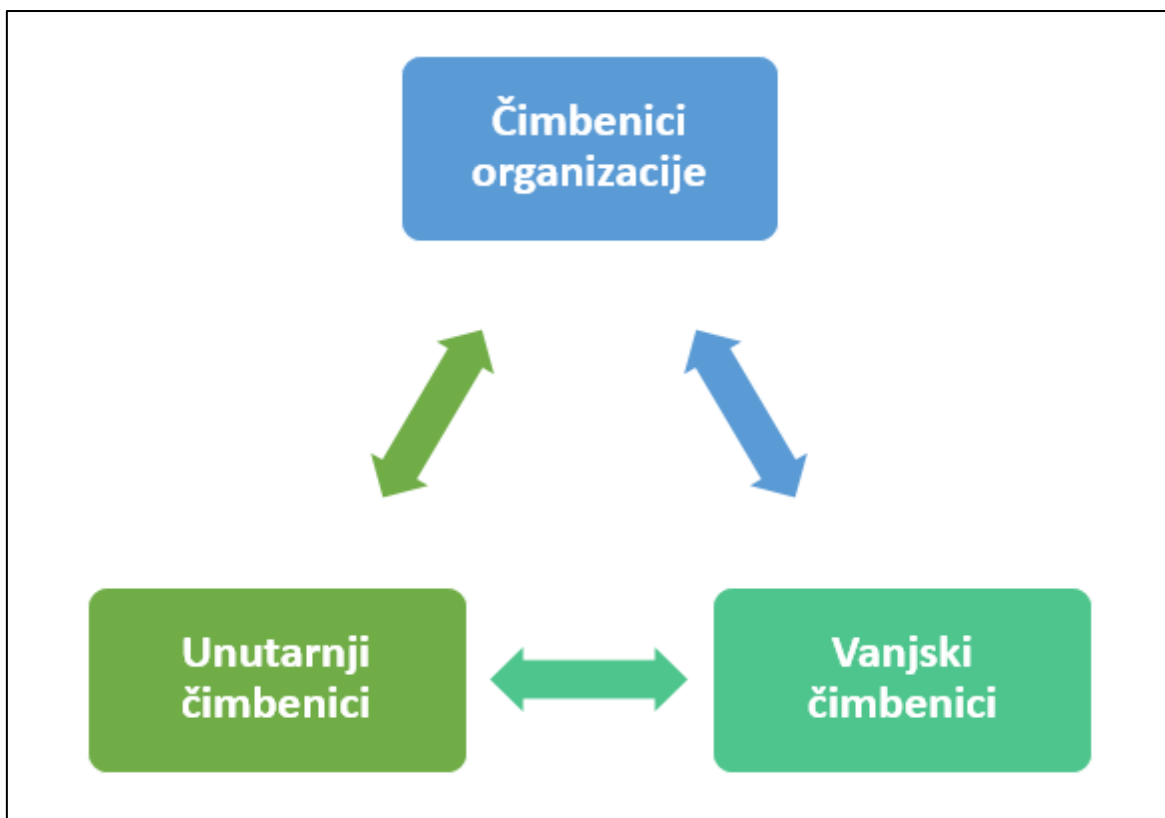 Čimbenici
organizacije
Unutarnji
čimbenici
Vanjski
čimbenici